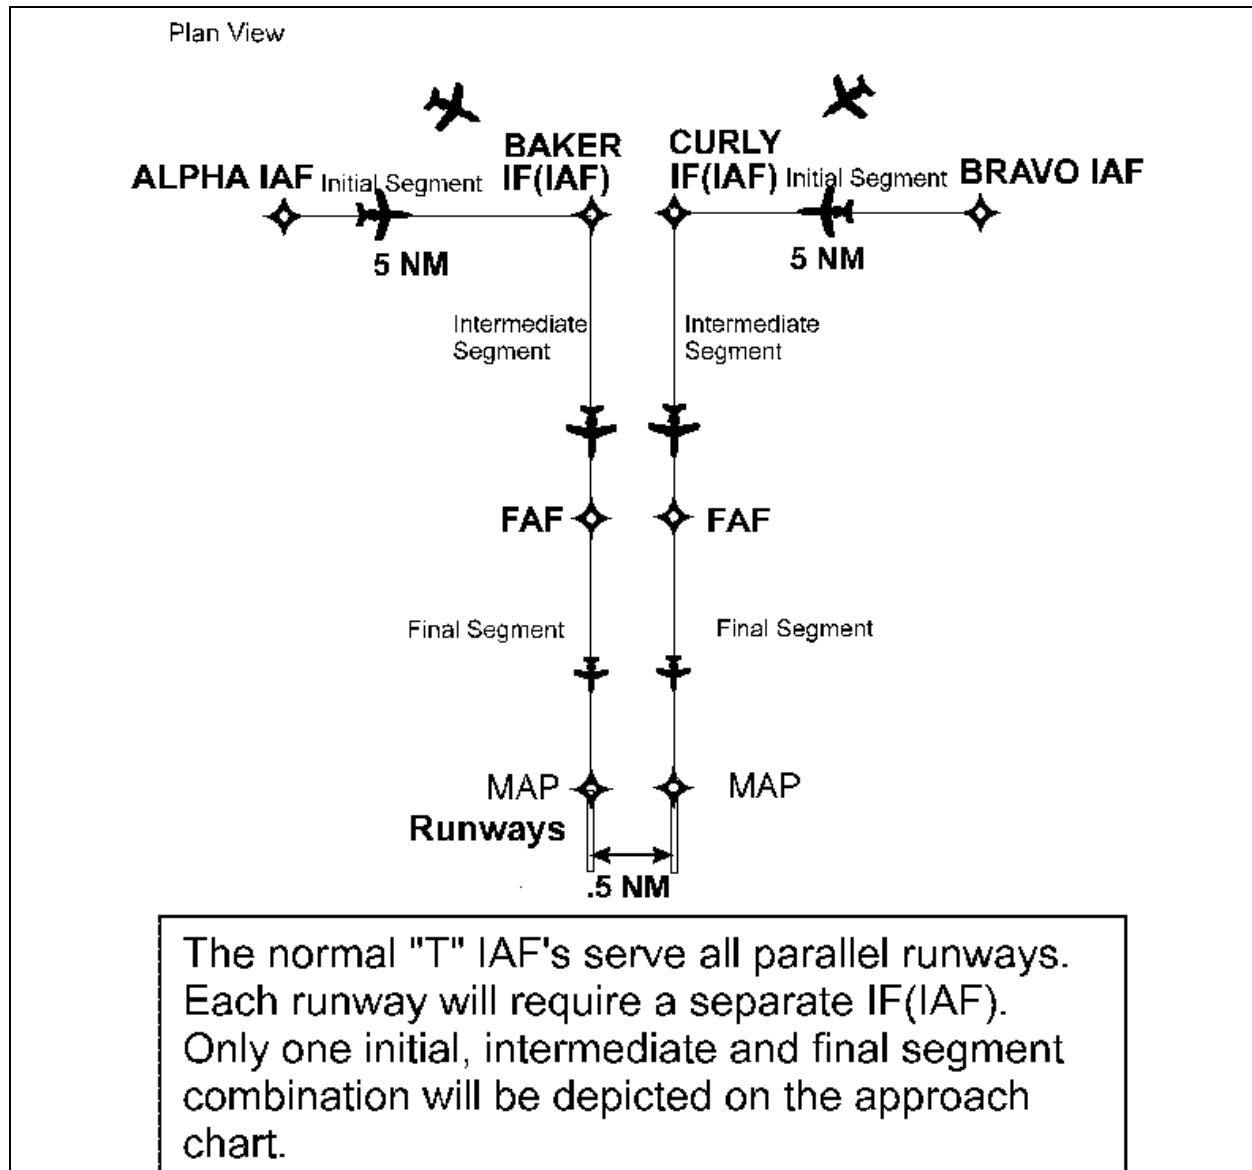 Plan View
BAKER
IF(IAF)
CURLY
IF(IAF)
ALPHA IAF
Initial Segment
Initial Segment
BRAVO IAF
5 NM
5 NM
Intermediate
Segment
Intermediate
Segment
FAF
FAF
Final Segment
Final Segment
MAP
MAP
Runways
.5 NM
The normal "T" IAF's serve all parallel runways.
Each runway will require a separate IF(IAF).
Only one initial, intermediate and final segment
combination will be depicted on the approach
chart.